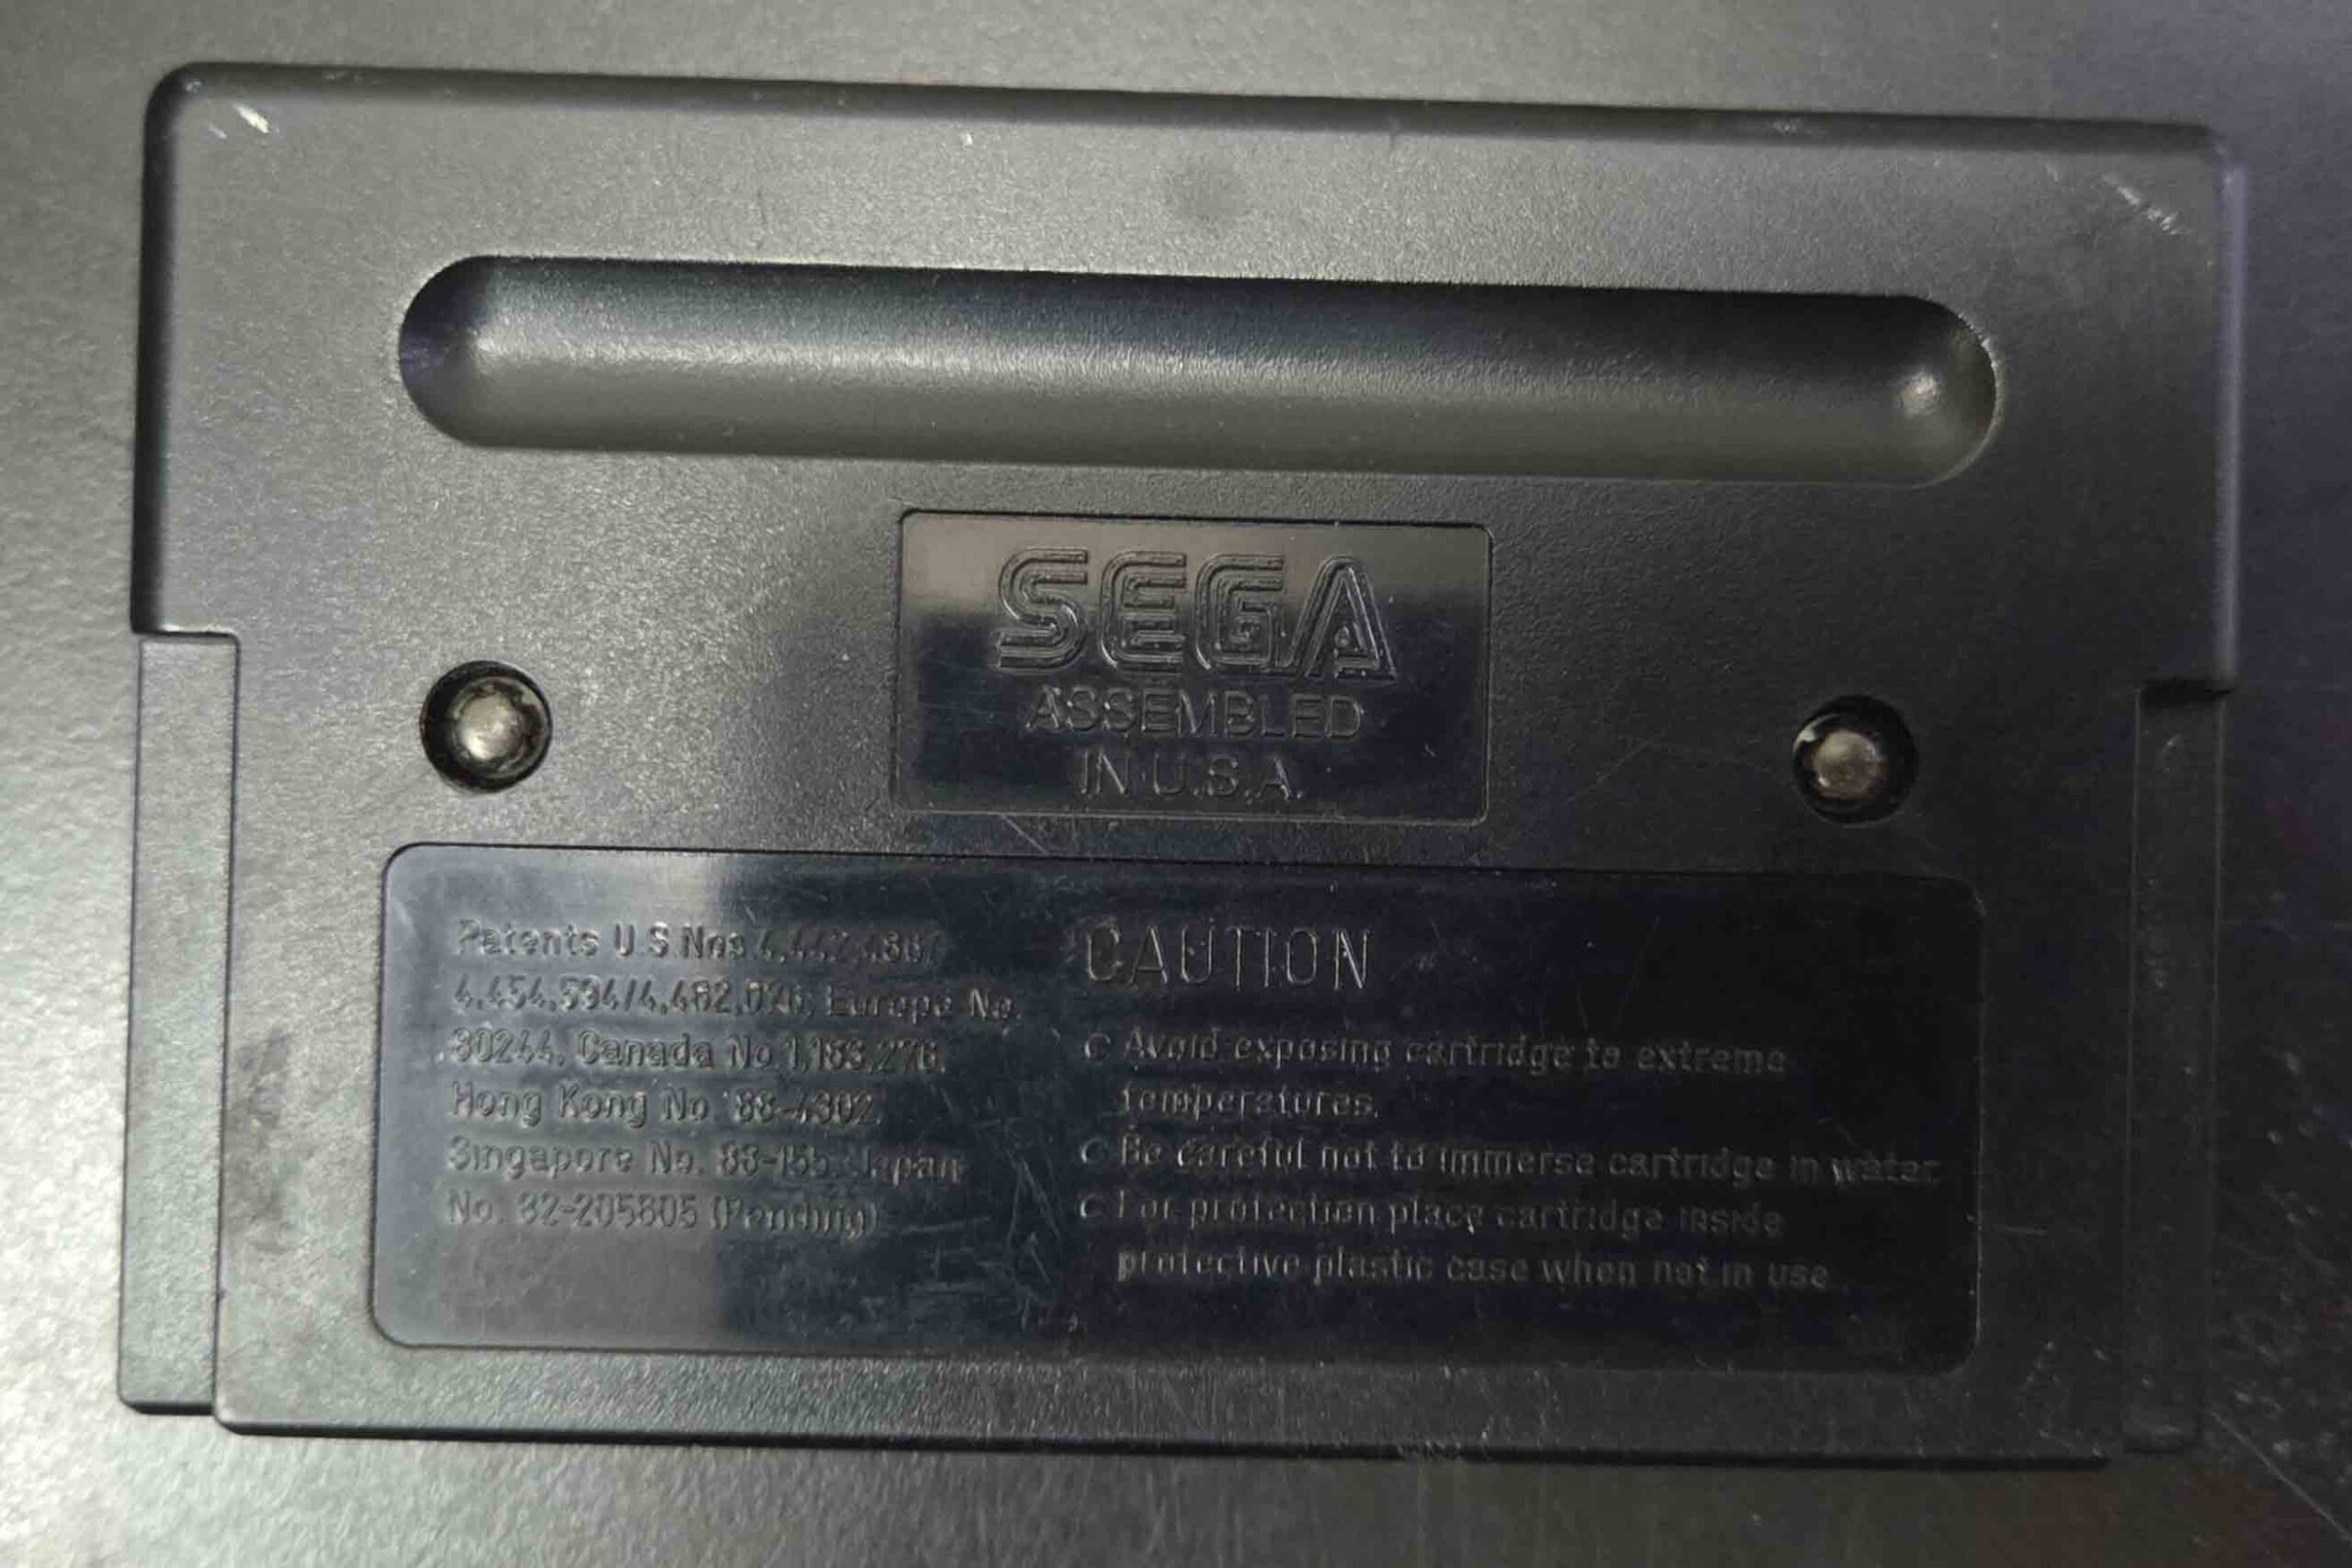 SEGA
ASSEMBLED
IN U.S.A.
Patents U.S. Nos. 4,442,486/
4,454,594/4,462,076; Europe No.
80244; Canada No. 1,183,276;
Hong Kong No. 88-4302;
Singapore No. 88-155; Japan
No. 82-205605 (Pending)
CAUTION
Avoid exposing cartridge to extreme
temperatures.
Be careful not to immerse cartridge in water.
For protection place cartridge inside
protective plastic case when not in use.